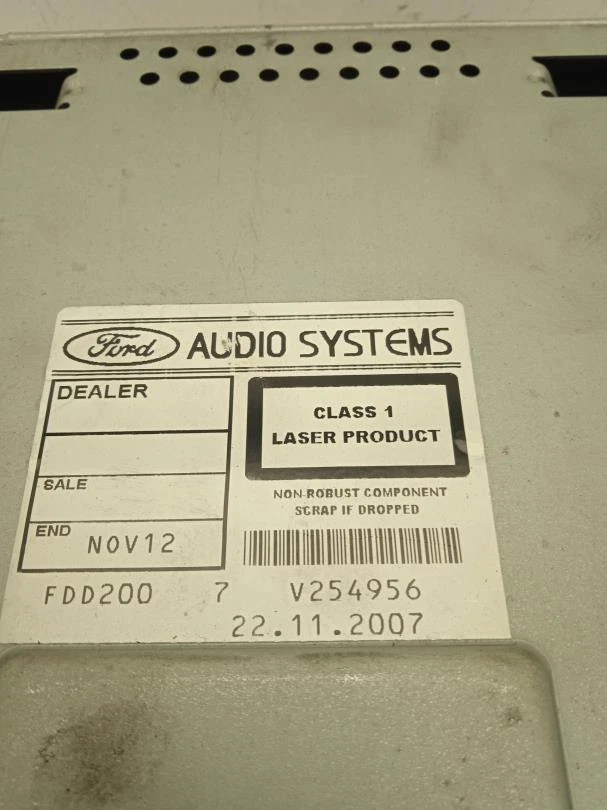 Ford AUDIO SYSTEMS
DEALER
SALE
END NOV12
CLASS 1
LASER PRODUCT
NON-ROBUST COMPONENT
SCRAP IF DROPPED
FDD200 7 V254956
22.11.2007